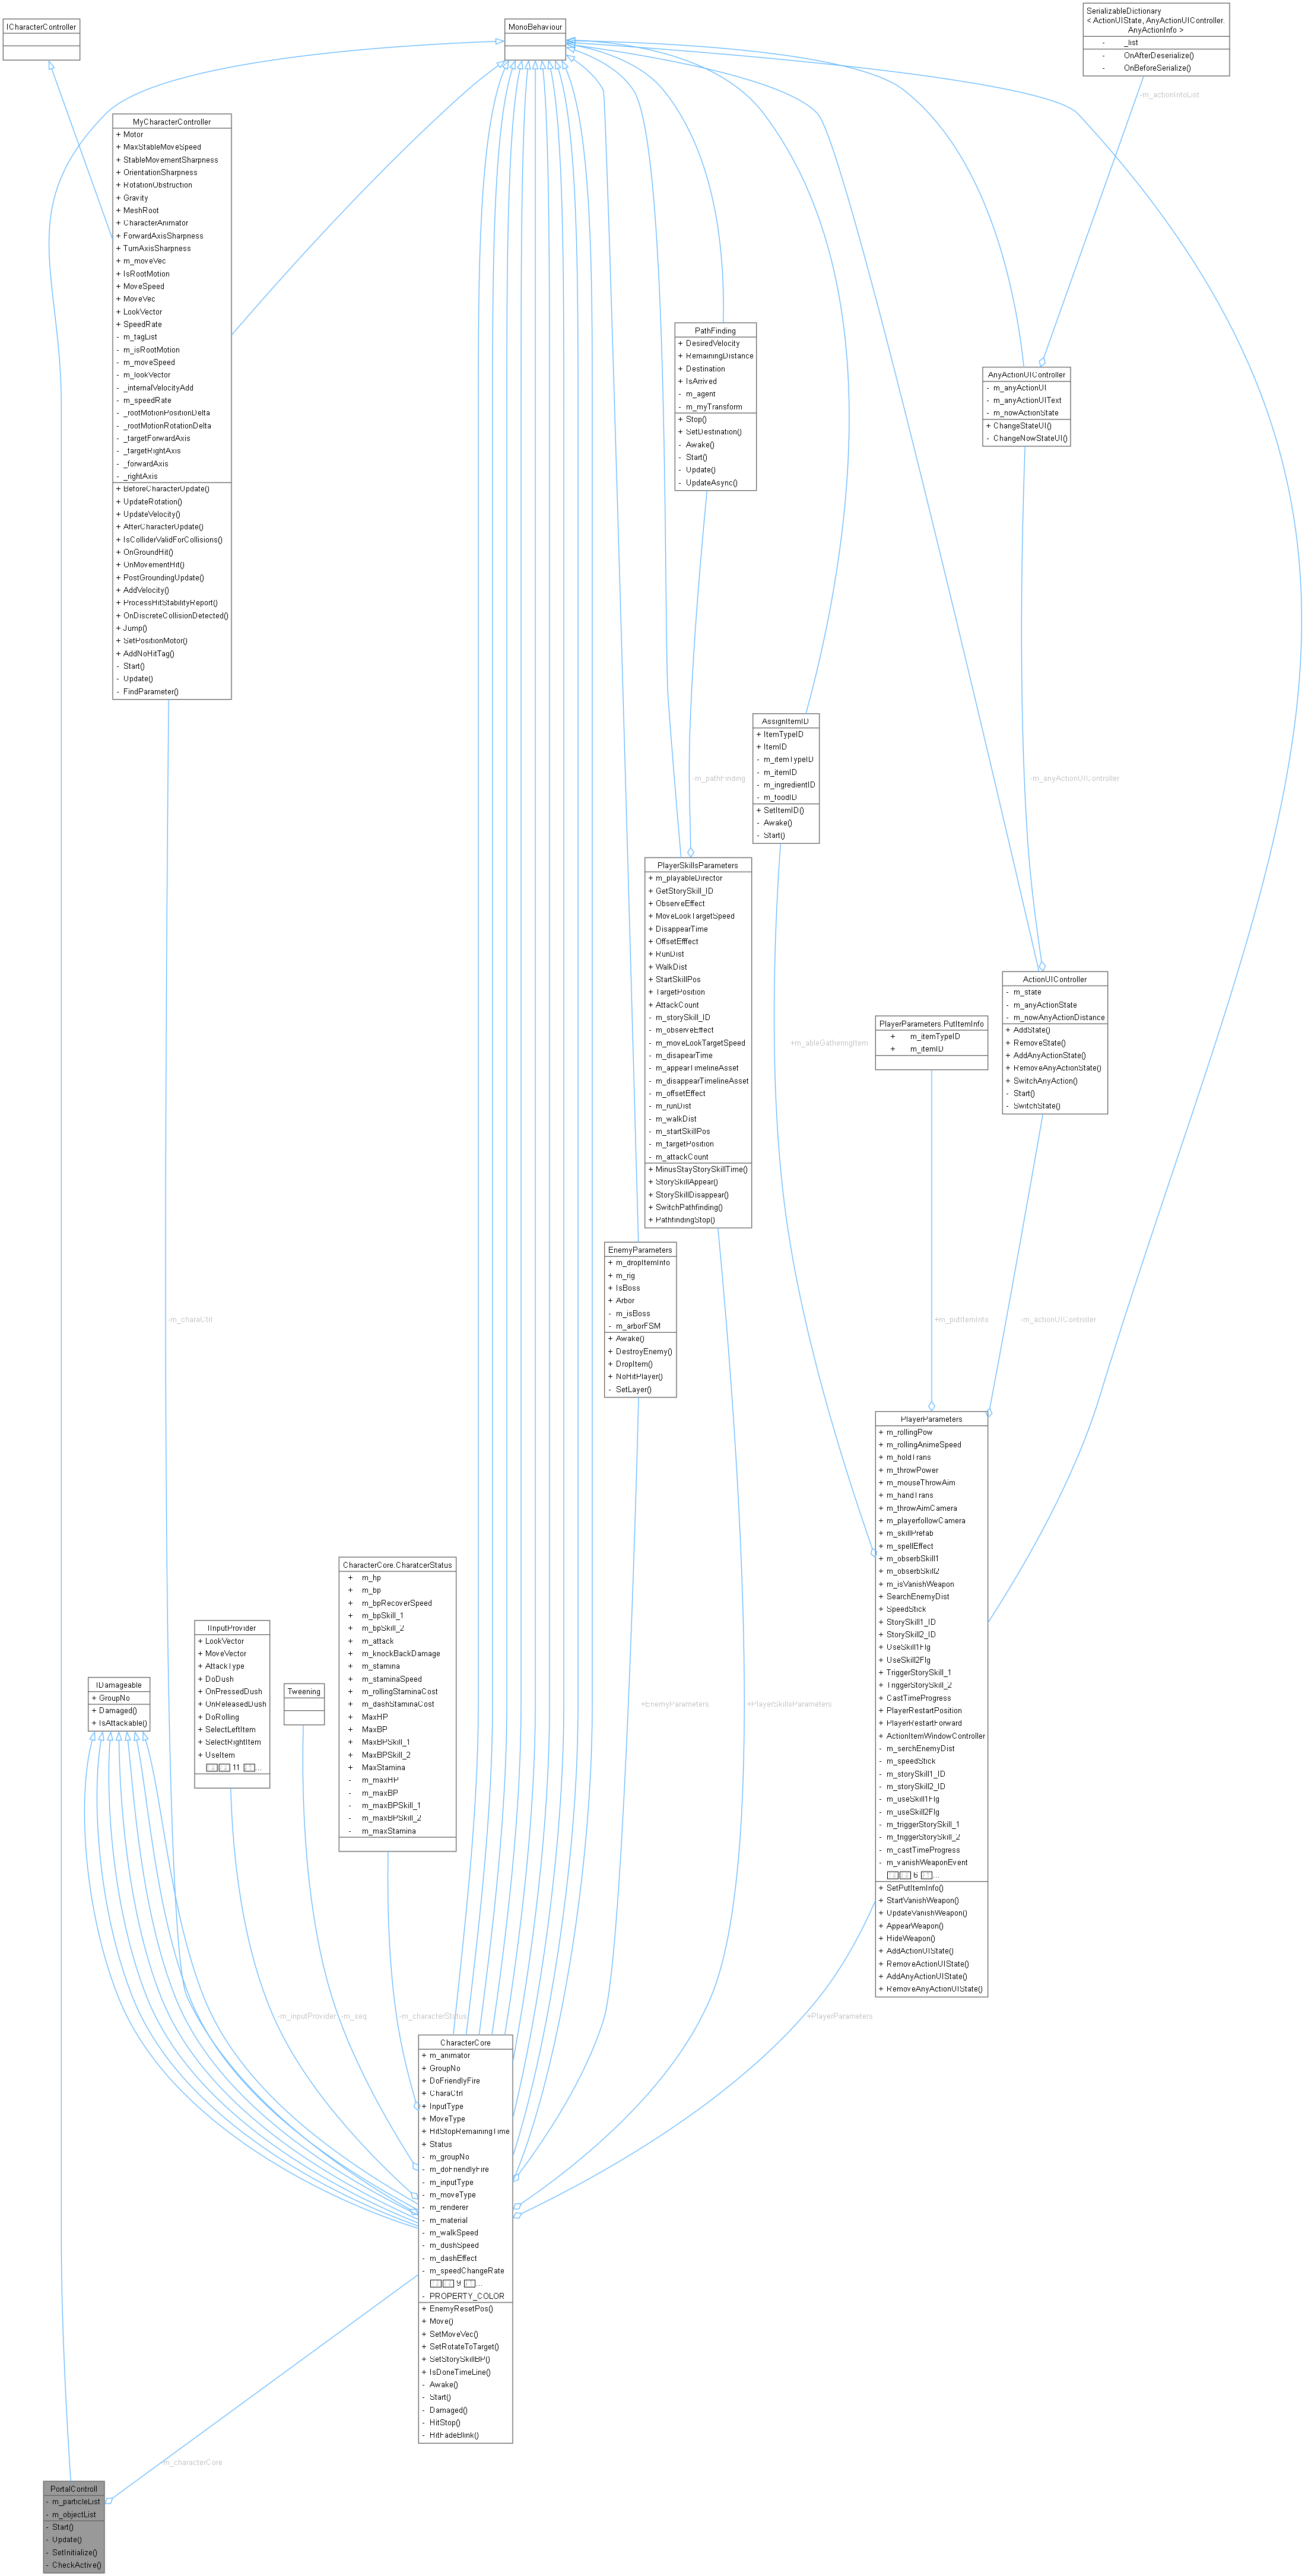 ICharacterController
MonoBehaviour
SerializableDictionary
< ActionUIState, AnyActionUIController.
AnyActionInfo >
- _list
- OnAfterDeserialize()
- OnBeforeSerialize()
-m_actionInfoList
MyCharacterController
+ Motor
+ MaxStableMoveSpeed
+ StableMovementSharpness
+ OrientationSharpness
+ RotationObstruction
+ Gravity
+ MeshRoot
+ CharacterAnimator
+ ForwardAxisSharpness
+ TurnAxisSharpness
+ m_moveVec
+ IsRootMotion
+ MoveSpeed
+ MoveVec
+ LookVector
+ SpeedRate
- m_tagList
- m_isRootMotion
- m_moveSpeed
- m_lookVector
- _internalVelocityAdd
- m_speedRate
- _rootMotionPositionDelta
- _rootMotionRotationDelta
- _targetForwardAxis
- _targetRightAxis
- _forwardAxis
- _rightAxis
+ BeforeCharacterUpdate()
+ UpdateRotation()
+ UpdateVelocity()
+ AfterCharacterUpdate()
+ IsColliderValidForCollisions()
+ OnGroundHit()
+ OnMovementHit()
+ PostGroundingUpdate()
+ AddVelocity()
+ ProcessHitStabilityReport()
+ OnDiscreteCollisionDetected()
+ Jump()
+ SetPositionMotor()
+ AddNoHitTag()
- Start()
- Update()
- FindParameter()
PathFinding
+ DesiredVelocity
+ RemainingDistance
+ Destination
+ IsArrived
- m_agent
- m_myTransform
+ Stop()
+ SetDestination()
- Awake()
- Start()
- Update()
- UpdateAsync()
AnyActionUIController
- m_anyActionUI
- m_anyActionUIText
- m_nowActionState
+ ChangeStateUI()
- ChangeNowStateUI()
AssignItemID
+ ItemTypeID
+ ItemID
- m_itemTypeID
- m_itemID
- m_ingredientID
- m_foodID
+ SetItemID()
- Awake()
- Start()
-m_pathFinding
-m_anyActionUIController
PlayerSkillsParameters
+ m_playableDirector
+ GetStorySkill_ID
+ ObserveEffect
+ MoveLookTargetSpeed
+ DisappearTime
+ OffsetEfffect
+ RunDist
+ WalkDist
+ StartSkillPos
+ TargetPosition
+ AttackCount
- m_storySkill_ID
- m_observeEffect
- m_moveLookTargetSpeed
- m_disapearTime
- m_appearTimelineAsset
- m_disappearTimelineAsset
- m_offsetEffect
- m_runDist
- m_walkDist
- m_startSkillPos
- m_targetPosition
- m_attackCount
+ MinusStayStorySkillTime()
+ StorySkillAppear()
+ StorySkillDisappear()
+ SwitchPathfinding()
+ PathfindingStop()
+m_ableGatheringItem
PlayerParameters.PutItemInfo
+ m_itemTypeID
+ m_itemID
ActionUIController
- m_state
- m_anyActionState
- m_nowAnyActionDistance
+ AddState()
+ RemoveState()
+ AddAnyActionState()
+ RemoveAnyActionState()
+ SwitchAnyAction()
- Start()
- SwitchState()
EnemyParameters
+ m_dropItemInfo
+ m_rig
+ IsBoss
+ Arbor
- m_isBoss
- m_arborFSM
+ Awake()
+ DestroyEnemy()
+ DropItem()
+ NoHitPlayer()
- SetLayer()
-m_charaCtrl
+m_putItemInfo
-m_actionUIController
PlayerParameters
+ m_rollingPow
+ m_rollingAnimeSpeed
+ m_holdTrans
+ m_throwPower
+ m_mouseThrowAim
+ m_handTrans
+ m_throwAimCamera
+ m_playerfollowCamera
+ m_skillPrefab
+ m_spellEffect
+ m_obserbSkill1
+ m_obserbSkill2
+ m_isVanishWeapon
+ SearchEnemyDist
+ SpeedStick
+ StorySkill1_ID
+ StorySkill2_ID
+ UseSkill1Flg
+ UseSkill2Flg
+ TriggerStorySkill_1
+ TriggerStorySkill_2
+ CastTimeProgress
+ PlayerRestartPosition
+ PlayerRestartForward
+ ActionItemWindowController
- m_serchEnemyDist
- m_speedStick
- m_storySkill1_ID
- m_storySkill2_ID
- m_useSkill1Flg
- m_useSkill2Flg
- m_triggerStorySkill_1
- m_triggerStorySkill_2
- m_castTimeProgress
- m_vanishWeaponEvent
6 ...
+ SetPutItemInfo()
+ StartVanishWeapon()
+ UpdateVanishWeapon()
+ AppearWeapon()
+ HideWeapon()
+ AddActionUIState()
+ RemoveActionUIState()
+ AddAnyActionUIState()
+ RemoveAnyActionUIState()
CharacterCore.CharatcerStatus
+ m_hp
+ m_bp
+ m_bpRecoverSpeed
+ m_bpSkill_1
+ m_bpSkill_2
+ m_attack
+ m_knockBackDamage
+ m_stamina
+ m_staminaSpeed
+ m_rollingStaminaCost
+ m_dashStaminaCost
+ MaxHP
+ MaxBP
+ MaxBPSkill_1
+ MaxBPSkill_2
+ MaxStamina
- m_maxHP
- m_maxBP
- m_maxBPSkill_1
- m_maxBPSkill_2
- m_maxStamina
IInputProvider
+ LookVector
+ MoveVector
+ AttackType
+ DoDush
+ OnPressedDush
+ OnReleasedDush
+ DoRolling
+ SelectLeftItem
+ SelectRightItem
+ UseItem
11 ...
IDamageable
+ GroupNo
+ Damaged()
+ IsAttackable()
Tweening
+EnemyParameters
+PlayerSkillsParameters
-m_inputProvider
-m_seq
-m_characterStatus
+PlayerParameters
CharacterCore
+ m_animator
+ GroupNo
+ DoFriendlyFire
+ CharaCtrl
+ InputType
+ MoveType
+ HitStopRemainingTime
+ Status
- m_groupNo
- m_doFriendlyFire
- m_inputType
- m_moveType
- m_renderer
- m_material
- m_walkSpeed
- m_dushSpeed
- m_dashEffect
- m_speedChangeRate
9 ...
- PROPERTY_COLOR
+ EnemyResetPos()
+ Move()
+ SetMoveVec()
+ SetRotateToTarget()
+ SetStorySkillBP()
+ IsDoneTimeLine()
- Awake()
- Start()
- Damaged()
- HitStop()
- HitFadeBlink()
-m_characterCore
PortalControll
- m_particleList
- m_objectList
- Start()
- Update()
- SetInitialize()
- CheckActive()